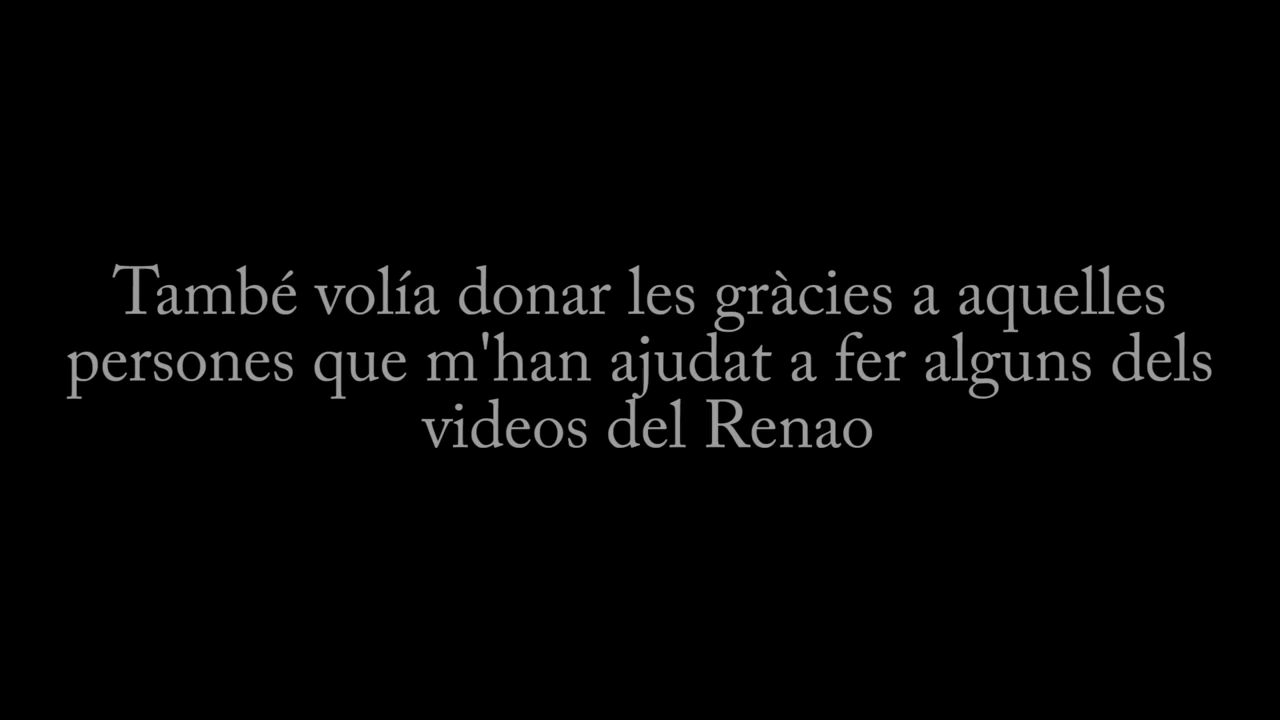 També volía donar les gràcies a aquelles
persones que m'han ajudat a fer alguns dels
videos del Renao